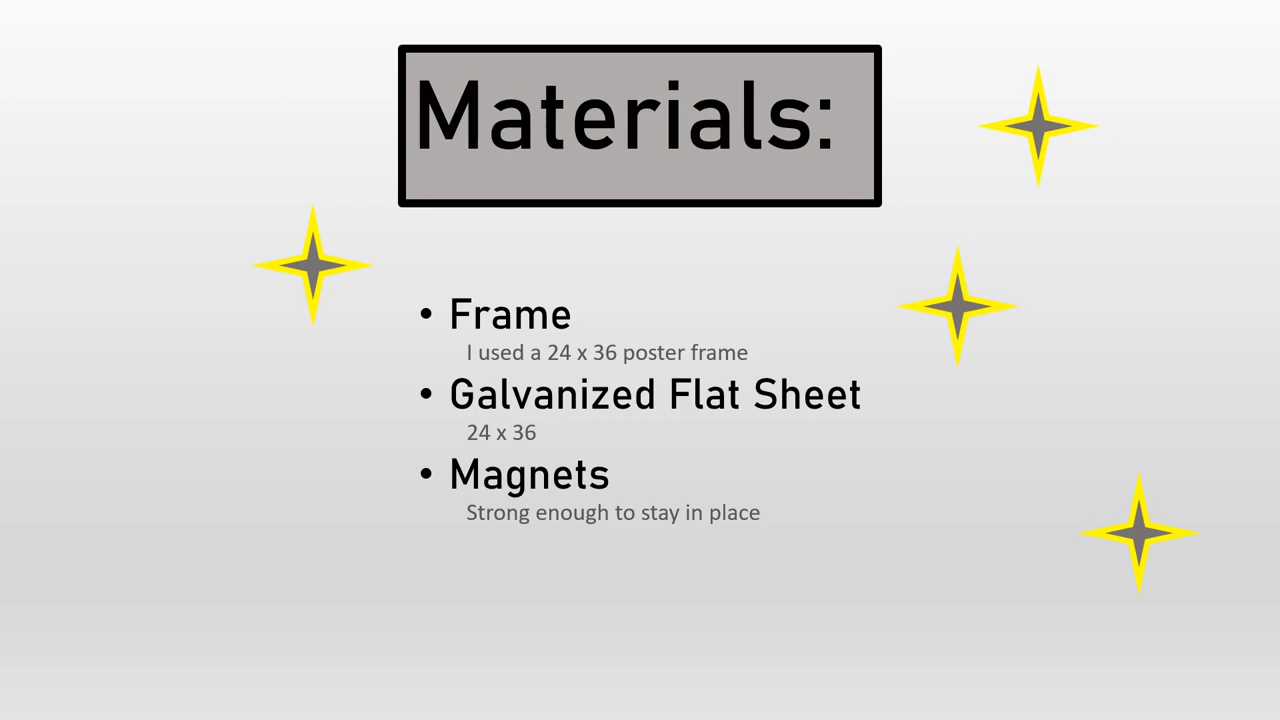 Materials:
• Frame
I used a 24 x 36 poster frame
• Galvanized Flat Sheet
24 x 36
• Magnets
Strong enough to stay in place